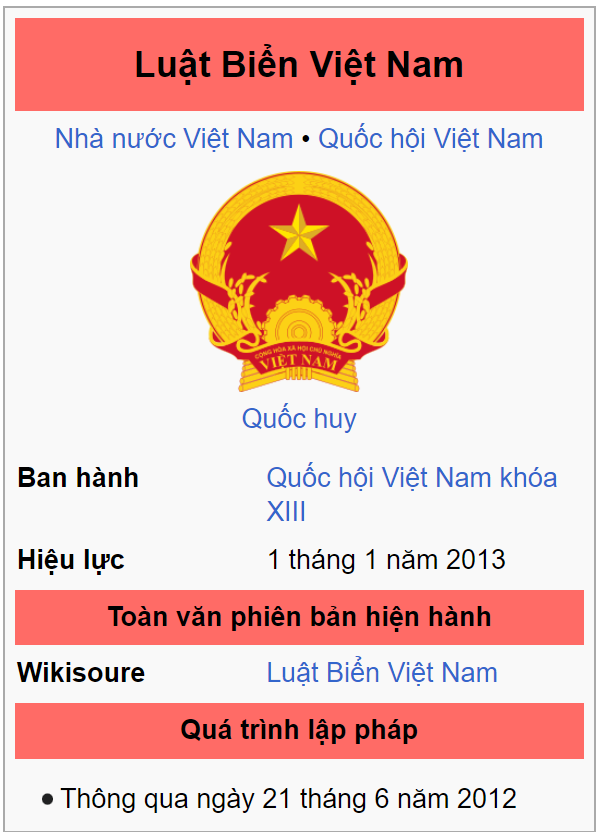 Luật Biển Việt Nam
Nhà nước Việt Nam • Quốc hội Việt Nam
CỘNG HÒA XÃ HỘI CHỦ NGHĨA
VIỆT NAM
Quốc huy
Ban hành Quốc hội Việt Nam khóa
XIII
Hiệu lực 1 tháng 1 năm 2013
Toàn văn phiên bản hiện hành
Wikisoure Luật Biển Việt Nam
Quá trình lập pháp
• Thông qua ngày 21 tháng 6 năm 2012